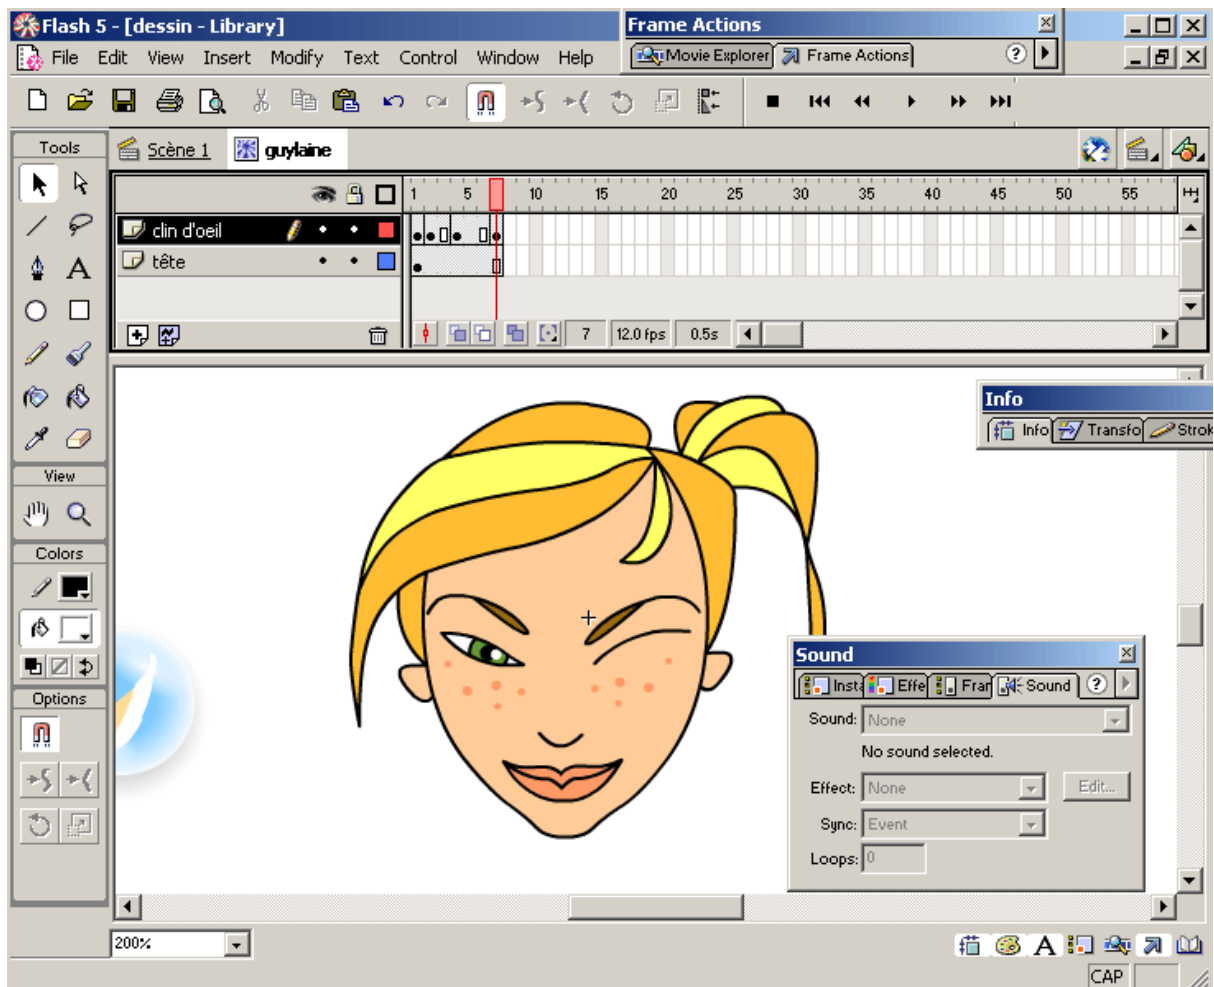 Flash 5 - [dessin - Library]
Frame Actions
File Edit View Insert Modify Text Control Window Help
Movie Explorer Frame Actions ?
Tools
Scène 1 guylaine
1 5 10 15 20 25 30 35 40 45 50 55
clin d'oeil
tête
7 12.0 fps 0.5s
View
Colors
Options
Info
Info Transfo Strok
Sound
Insta Effe Frar Sound ?
Sound: None
No sound selected.
Effect: None Edit...
Sync: Event
Loops: 0
200%
CAP